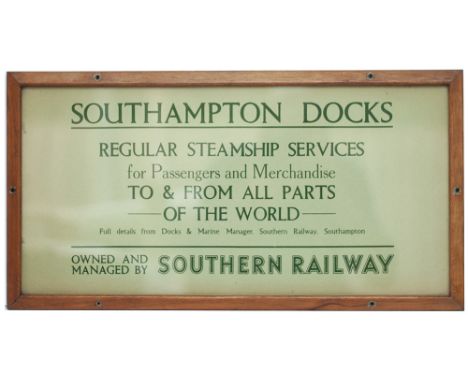 SOUTHAMPTON DOCKS
REGULAR STEAMSHIP SERVICES
for Passengers and Merchandise
TO & FROM ALL PARTS
OF THE WORLD
Full details from Docks & Marine Manager, Southern Railway, Southampton
OWNED AND
MANAGED BY SOUTHERN RAILWAY